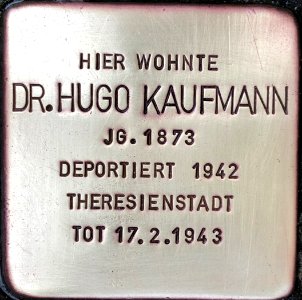 HIER WOHNTE
DR. HUGO KAUFMANN
JG. 1873
DEPORTIERT 1942
THERESIENSTADT
TOT 17.2.1943